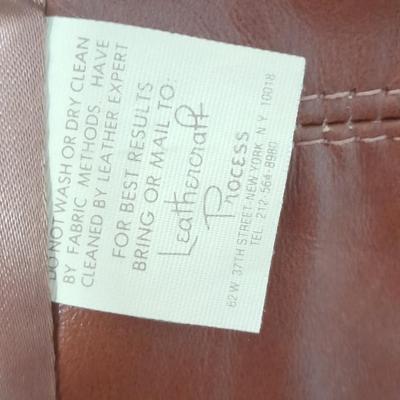 DO NOT WASH OR DRY CLEAN
BY FABRIC METHODS. HAVE
CLEANED BY LEATHER EXPERT
FOR BEST RESULTS
BRING OR MAIL TO:
Leathercraft
Process
62 W. 37TH STREET-NEW YORK N.Y. 10018
TEL. 212-564-8980